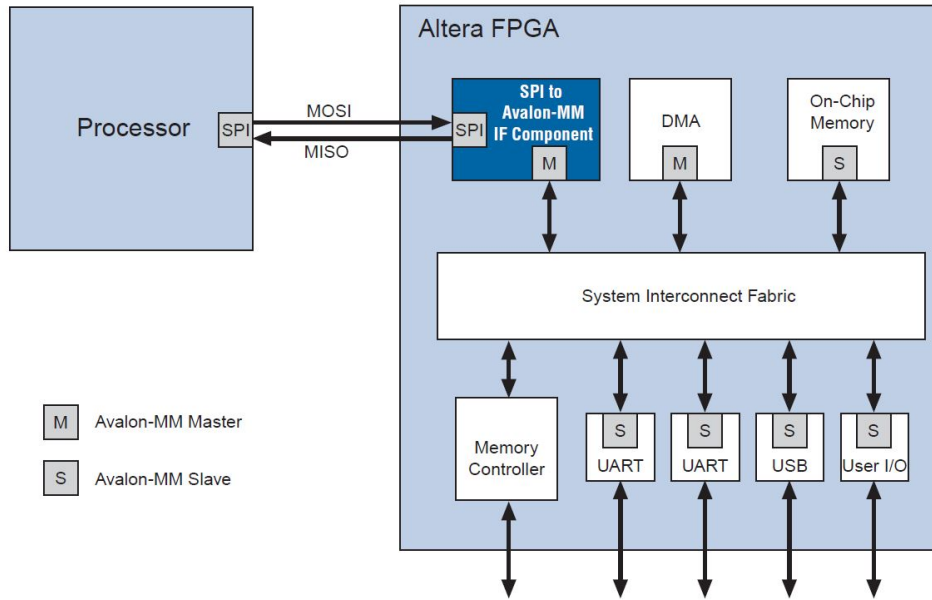 Altera FPGA
Processor
SPI
MOSI
MISO
SPI
SPI to
Avalon-MM
IF Component
M
DMA
M
On-Chip
Memory
S
System Interconnect Fabric
M
Avalon-MM Master
S
Avalon-MM Slave
Memory
Controller
S
UART
S
UART
S
USB
S
User I/O